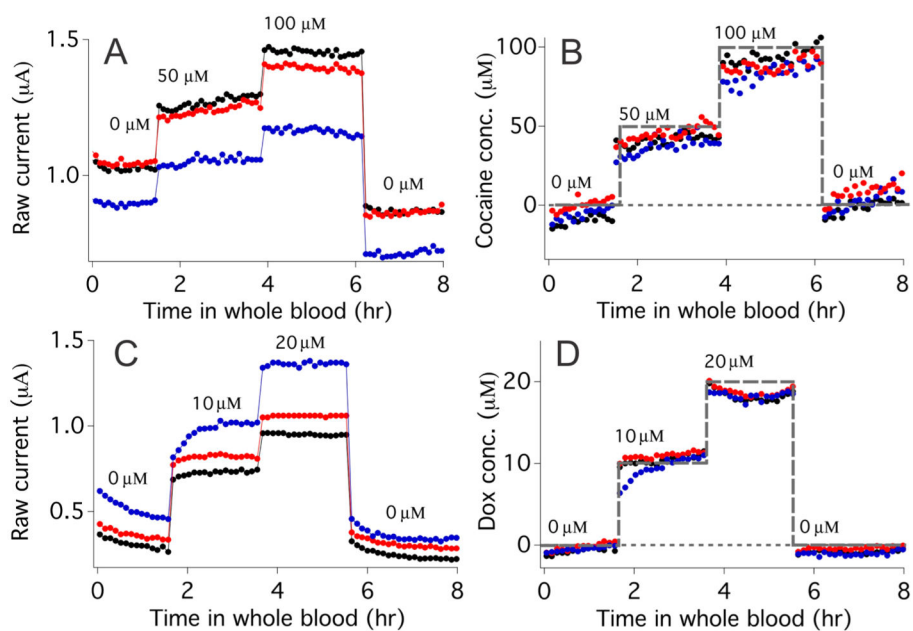 A
Raw current (μA)
1.5
1.0
0 μM
50 μM
100 μM
0 μM
0
2
4
6
8
Time in whole blood (hr)
B
Cocaine conc. (μM)
100
50
0
0 μM
50 μM
100 μM
0 μM
0
2
4
6
8
Time in whole blood (hr)
C
Raw current (μA)
1.5
1.0
0.5
0 μM
10 μM
20 μM
0 μM
0
2
4
6
8
Time in whole blood (hr)
D
Dox conc. (μM)
20
10
0
0 μM
10 μM
20 μM
0 μM
0
2
4
6
8
Time in whole blood (hr)